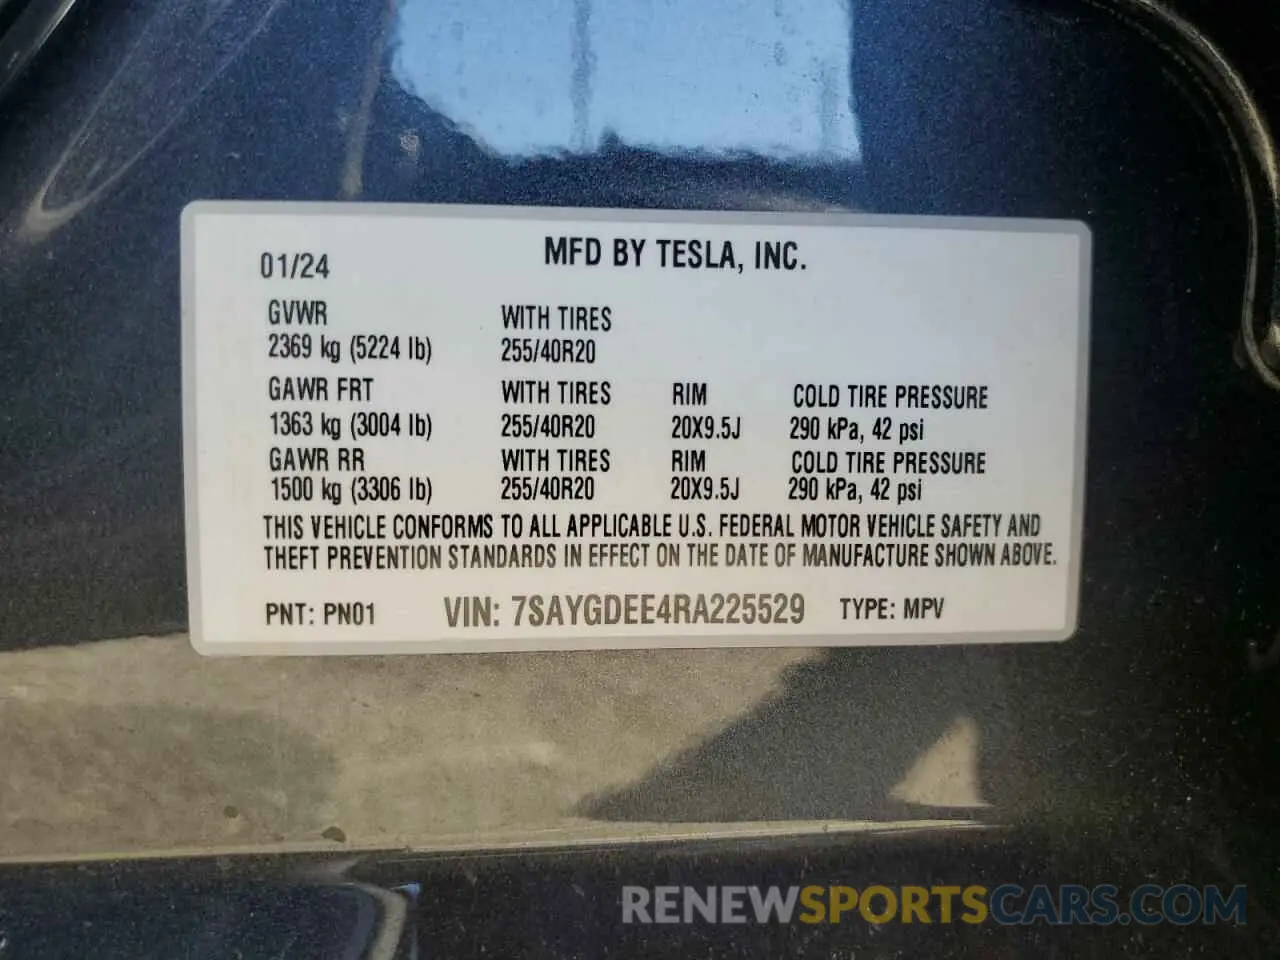 MFD BY TESLA, INC.
01/24
GVWR WITH TIRES
2369 kg (5224 lb) 255/40R20
GAWR FRT WITH TIRES RIM COLD TIRE PRESSURE
1363 kg (3004 lb) 255/40R20 20X9.5J 290 kPa, 42 psi
GAWR RR WITH TIRES RIM COLD TIRE PRESSURE
1500 kg (3306 lb) 255/40R20 20X9.5J 290 kPa, 42 psi
THIS VEHICLE CONFORMS TO ALL APPLICABLE U.S. FEDERAL MOTOR VEHICLE SAFETY AND
THEFT PREVENTION STANDARDS IN EFFECT ON THE DATE OF MANUFACTURE SHOWN ABOVE.
PNT: PN01 VIN: 7SAYGDEE4RA225529 TYPE: MPV
RENEWSPORTSCARS.COM